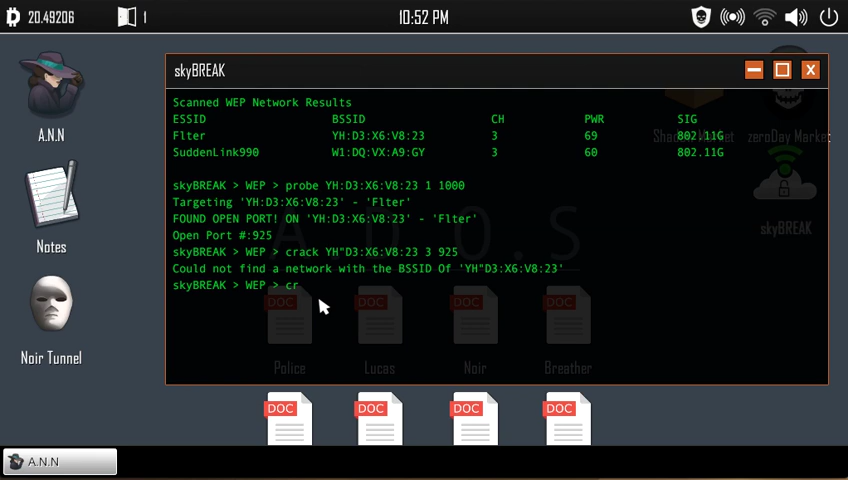 20.49206
1
10:52 PM
skyBREAK
Scanned WEP Network Results
ESSID BSSID CH PWR SIG
Flter YH:D3:X6:V8:23 3 69 802.11G
SuddenLink990 W1:DQ:VX:A9:GY 3 60 802.11G
skyBREAK > WEP > probe YH:D3:X6:V8:23 1 1000
Targeting 'YH:D3:X6:V8:23' - 'Flter'
FOUND OPEN PORT! ON 'YH:D3:X6:V8:23' - 'Flter'
Open Port #:925
skyBREAK > WEP > crack YH"D3:X6:V8:23 3 925
Could not find a network with the BSSID Of 'YH"D3:X6:V8:23'
skyBREAK > WEP > cr
A.N.N
Notes
Noir Tunnel
zeroDay Market
skyBREAK
A D O . S
DOC DOC DOC DOC
Police Lucas Noir Breather
DOC DOC DOC DOC
A.N.N